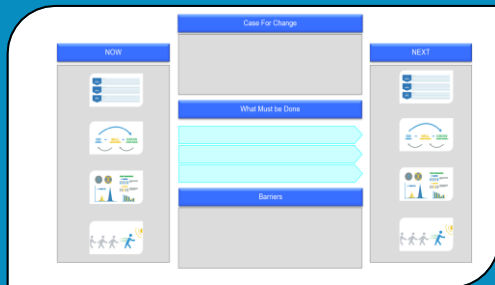 Case For Change
NOW
NEXT
What Must be Done
Barriers